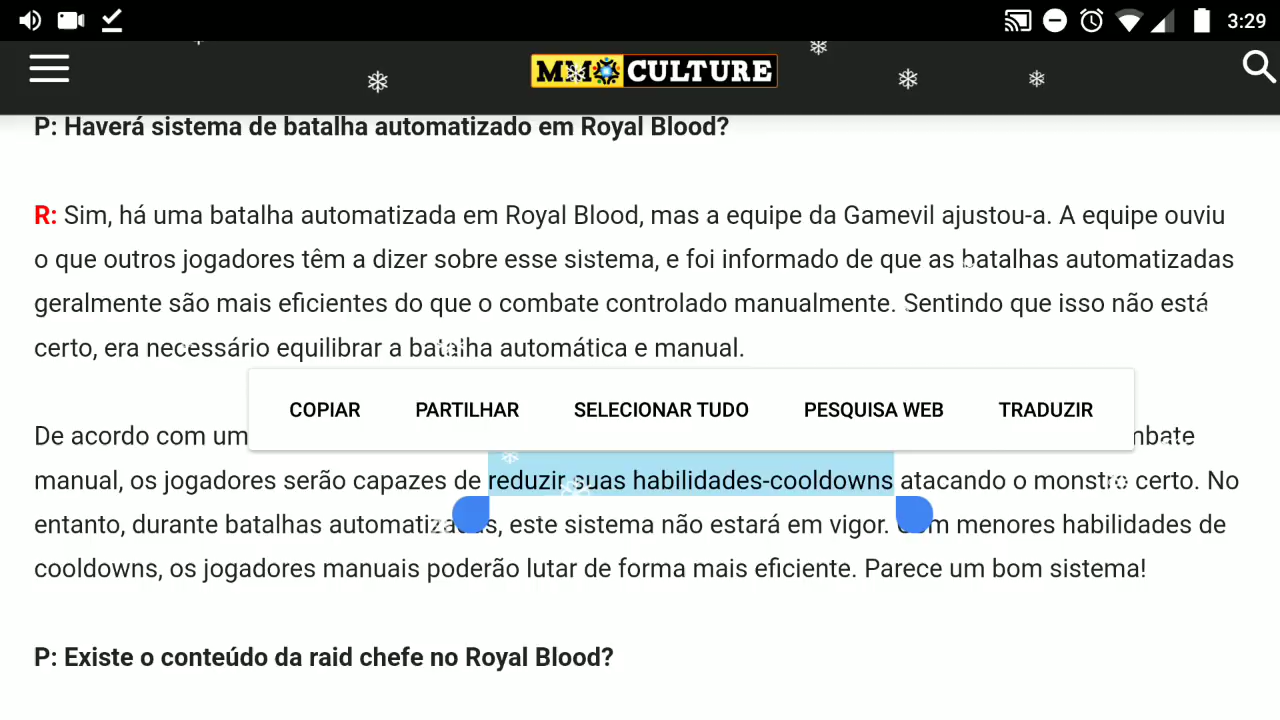 3:29
MMOCULTURE
P: Haverá sistema de batalha automatizado em Royal Blood?
R: Sim, há uma batalha automatizada em Royal Blood, mas a equipe da Gamevil ajustou-a. A equipe ouviu
o que outros jogadores têm a dizer sobre esse sistema, e foi informado de que as batalhas automatizadas
geralmente são mais eficientes do que o combate controlado manualmente. Sentindo que isso não está
certo, era necessário equilibrar a batalha automática e manual.
COPIAR PARTILHAR SELECIONAR TUDO PESQUISA WEB TRADUZIR
De acordo com um
manual, os jogadores serão capazes de reduzir suas habilidades-cooldowns atacando o monstro certo. No
entanto, durante batalhas automatizadas, este sistema não estará em vigor. Com menores habilidades de
cooldowns, os jogadores manuais poderão lutar de forma mais eficiente. Parece um bom sistema!
P: Existe o conteúdo da raid chefe no Royal Blood?